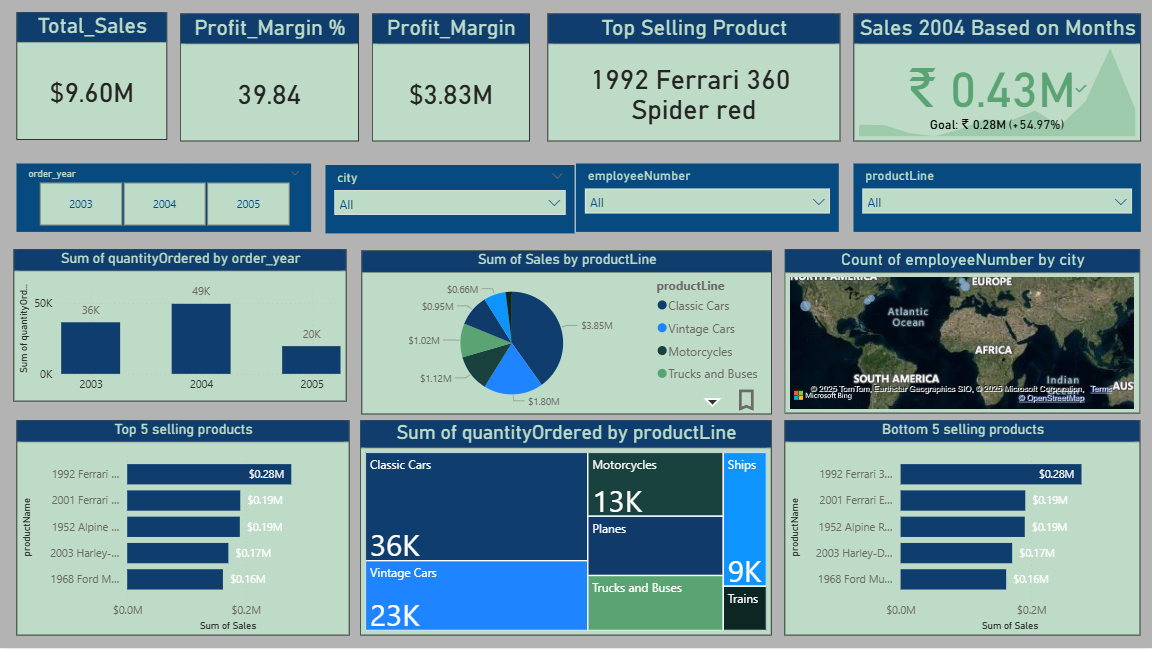 Total_Sales
$9.60M
Profit_Margin %
39.84
Profit_Margin
$3.83M
Top Selling Product
1992 Ferrari 360
Spider red
Sales 2004 Based on Months
₹ 0.43M
Goal: ₹ 0.28M (+54.97%)
order_year
2003
2004
2005
city
All
employeeNumber
All
productLine
All
Sum of quantityOrdered by order_year
Sum of quantityOrd...
50K
0K
36K
49K
20K
2003
2004
2005
Sum of Sales by productLine
$0.66M
$0.95M
$1.02M
$1.12M
$1.80M
$3.85M
productLine
Classic Cars
Vintage Cars
Motorcycles
Trucks and Buses
Count of employeeNumber by city
NORTH AMERICA
EUROPE
Atlantic
Ocean
AFRICA
SOUTH AMERICA
Indian
Ocean
AUS
Microsoft Bing
© 2025 TomTom, Earthstar Geographics SIO, © 2025 Microsoft Corporation, Terms
© OpenStreetMap
Top 5 selling products
productName
1992 Ferrari ...
$0.28M
2001 Ferrari ...
$0.19M
1952 Alpine ...
$0.19M
2003 Harley-...
$0.17M
1968 Ford M...
$0.16M
$0.0M
$0.2M
Sum of Sales
Sum of quantityOrdered by productLine
Classic Cars
36K
Vintage Cars
23K
Motorcycles
13K
Planes
Trucks and Buses
Ships
9K
Trains
Bottom 5 selling products
productName
1992 Ferrari 3...
$0.28M
2001 Ferrari E...
$0.19M
1952 Alpine R...
$0.19M
2003 Harley-D...
$0.17M
1968 Ford Mu...
$0.16M
$0.0M
$0.2M
Sum of Sales